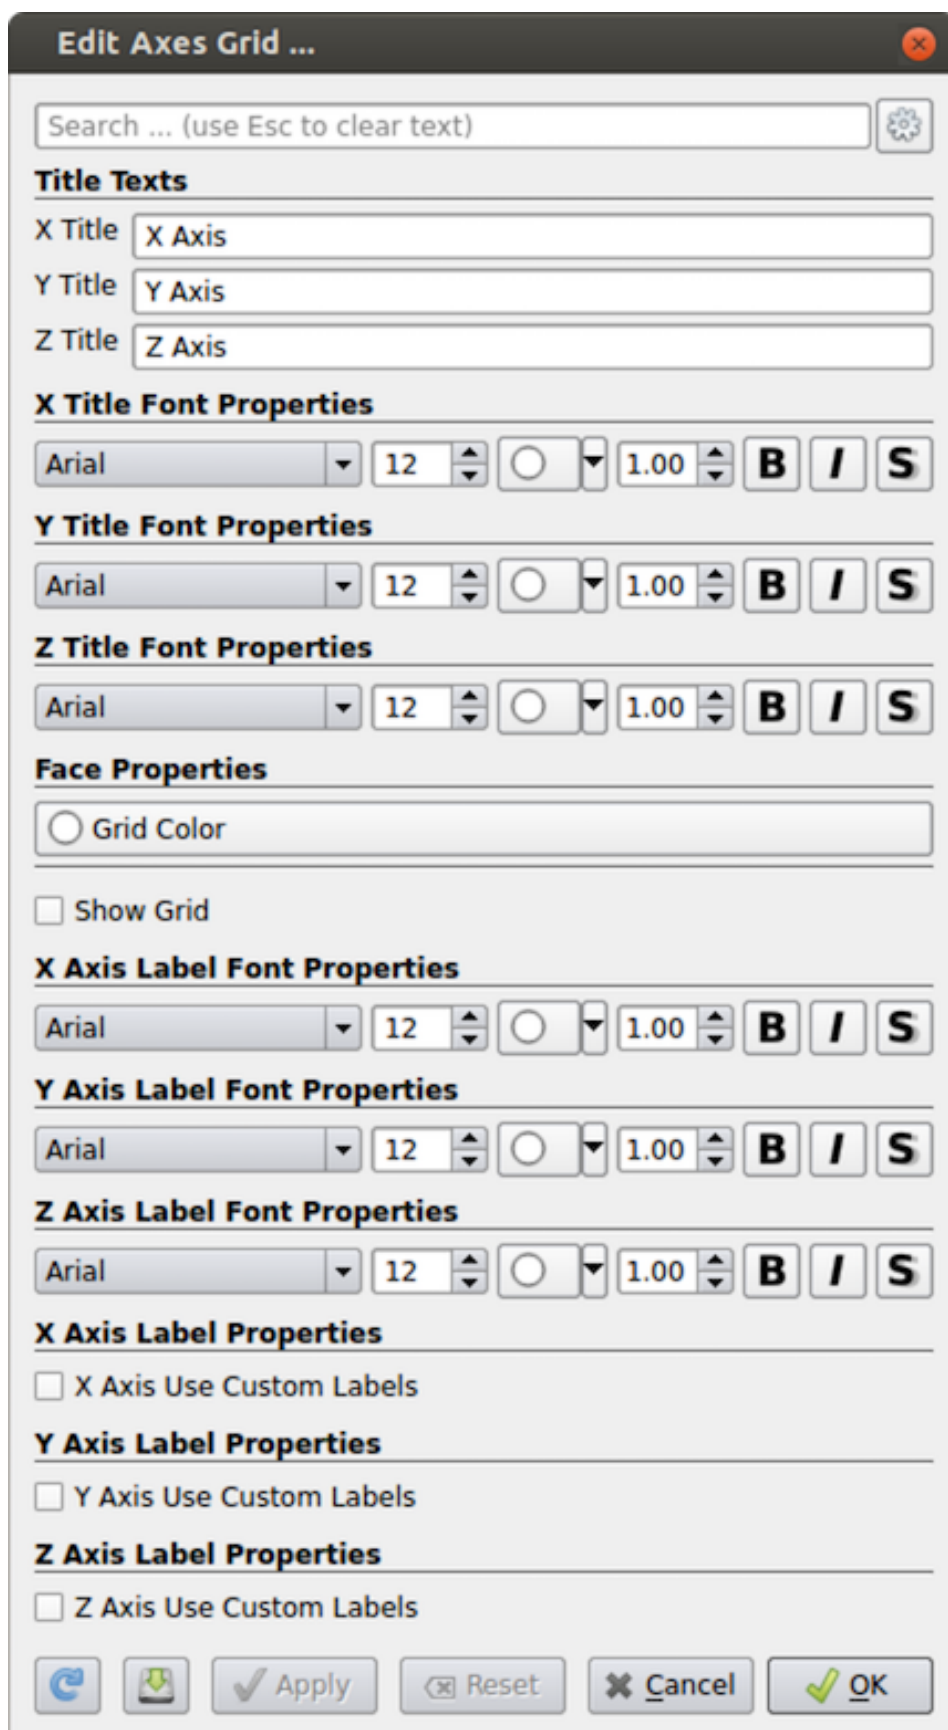 Edit Axes Grid ...
Search ... (use Esc to clear text)
Title Texts
X Title X Axis
Y Title Y Axis
Z Title Z Axis
X Title Font Properties
Arial 12 1.00 B I S
Y Title Font Properties
Arial 12 1.00 B I S
Z Title Font Properties
Arial 12 1.00 B I S
Face Properties
Grid Color
Show Grid
X Axis Label Font Properties
Arial 12 1.00 B I S
Y Axis Label Font Properties
Arial 12 1.00 B I S
Z Axis Label Font Properties
Arial 12 1.00 B I S
X Axis Label Properties
X Axis Use Custom Labels
Y Axis Label Properties
Y Axis Use Custom Labels
Z Axis Label Properties
Z Axis Use Custom Labels
Apply Reset Cancel OK